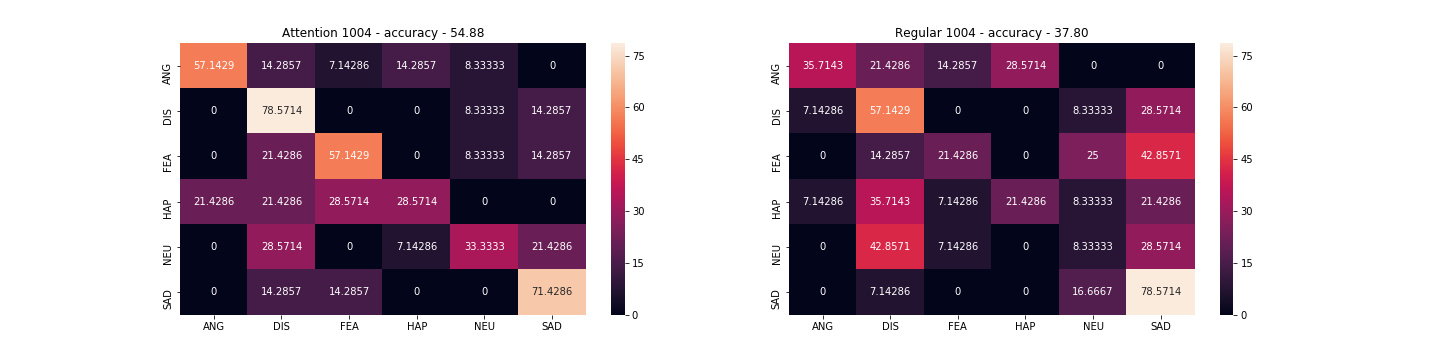 Attention 1004 - accuracy - 54.88
ANG 57.1429 14.2857 7.14286 14.2857 8.33333 0
DIS 0 78.5714 0 0 8.33333 14.2857
FEA 0 21.4286 57.1429 0 8.33333 14.2857
HAP 21.4286 21.4286 28.5714 28.5714 0 0
NEU 0 28.5714 0 7.14286 33.3333 21.4286
SAD 0 14.2857 14.2857 0 0 71.4286
ANG DIS FEA HAP NEU SAD
75
60
45
30
15
0
Regular 1004 - accuracy - 37.80
ANG 35.7143 21.4286 14.2857 28.5714 0 0
DIS 7.14286 57.1429 0 0 8.33333 28.5714
FEA 0 14.2857 21.4286 0 25 42.8571
HAP 7.14286 35.7143 7.14286 21.4286 8.33333 21.4286
NEU 0 42.8571 7.14286 0 8.33333 28.5714
SAD 0 7.14286 0 0 16.6667 78.5714
ANG DIS FEA HAP NEU SAD
75
60
45
30
15
0